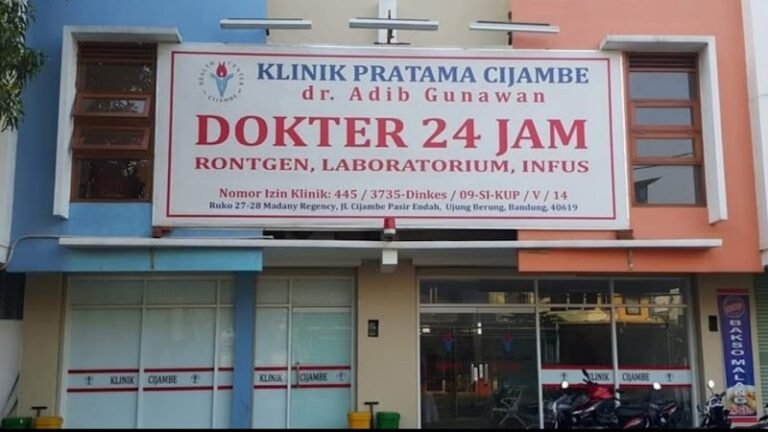 HEALTH CENTER
CIJAMBE
KLINIK PRATAMA CIJAMBE
dr. Adib Gunawan
DOKTER 24 JAM
RONTGEN, LABORATORIUM, INFUS
Nomor Izin Klinik: 445 / 3735-Dinkes / 09-SI-KUP / V / 14
Ruko 27-28 Madany Regency, Jl. Cijambe Pasir Endah, Ujung Berung, Bandung, 40619
KLINIK CIJAMBE
KLINIK CIJAMBE
KLINIK CIJAMBE
BAKSO MALANG